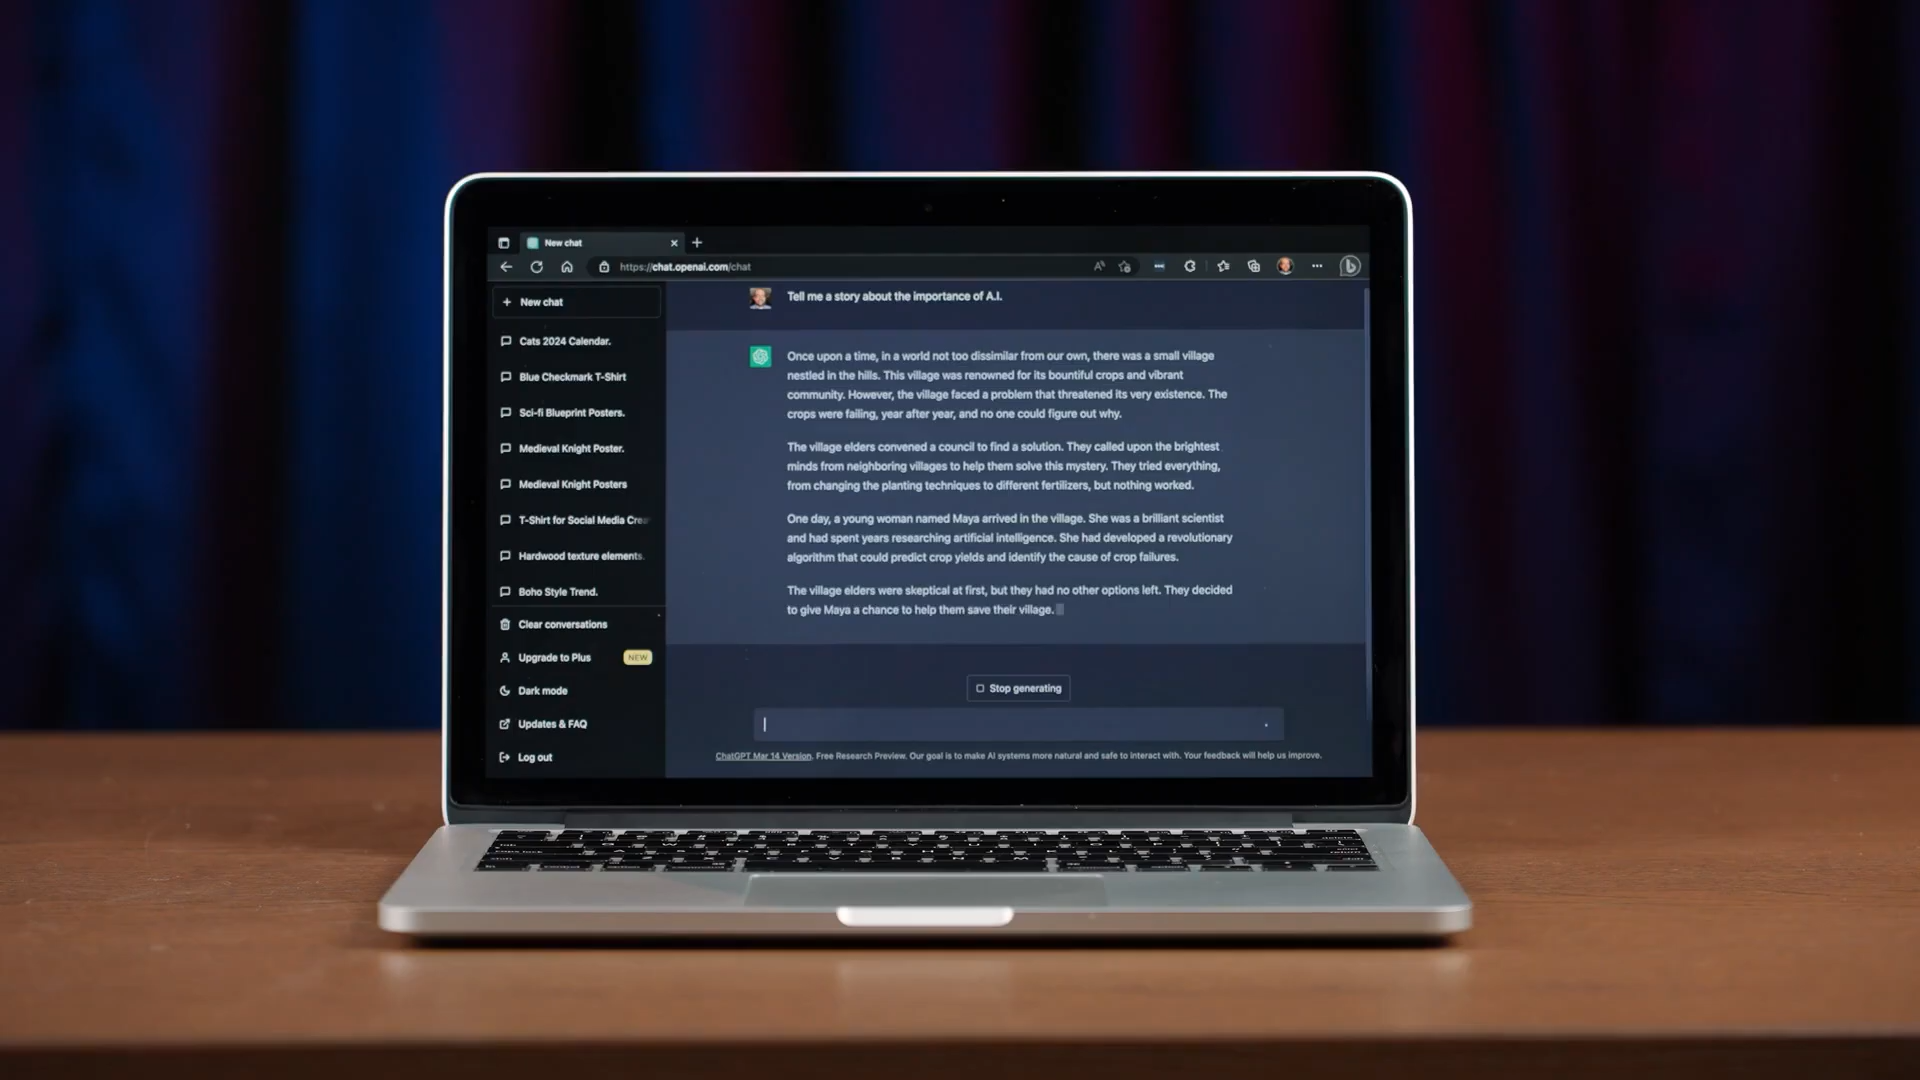 New chat
https://chat.openai.com/chat
New chat
Cats 2024 Calendar.
Blue Checkmark T-Shirt
Sci-fi Blueprint Posters.
Medieval Knight Poster.
Medieval Knight Posters
T-Shirt for Social Media Crea
Hardwood texture elements.
Boho Style Trend.
Clear conversations
Upgrade to Plus NEW
Dark mode
Updates & FAQ
Log out
Tell me a story about the importance of A.I.
Once upon a time, in a world not too dissimilar from our own, there was a small village
nestled in the hills. This village was renowned for its bountiful crops and vibrant
community. However, the village faced a problem that threatened its very existence. The
crops were failing, year after year, and no one could figure out why.
The village elders convened a council to find a solution. They called upon the brightest
minds from neighboring villages to help them solve this mystery. They tried everything,
from changing the planting techniques to different fertilizers, but nothing worked.
One day, a young woman named Maya arrived in the village. She was a brilliant scientist
and had spent years researching artificial intelligence. She had developed a revolutionary
algorithm that could predict crop yields and identify the cause of crop failures.
The village elders were skeptical at first, but they had no other options left. They decided
to give Maya a chance to help them save their village.
Stop generating
ChatGPT Mar 14 Version. Free Research Preview. Our goal is to make AI systems more natural and safe to interact with. Your feedback will help us improve.